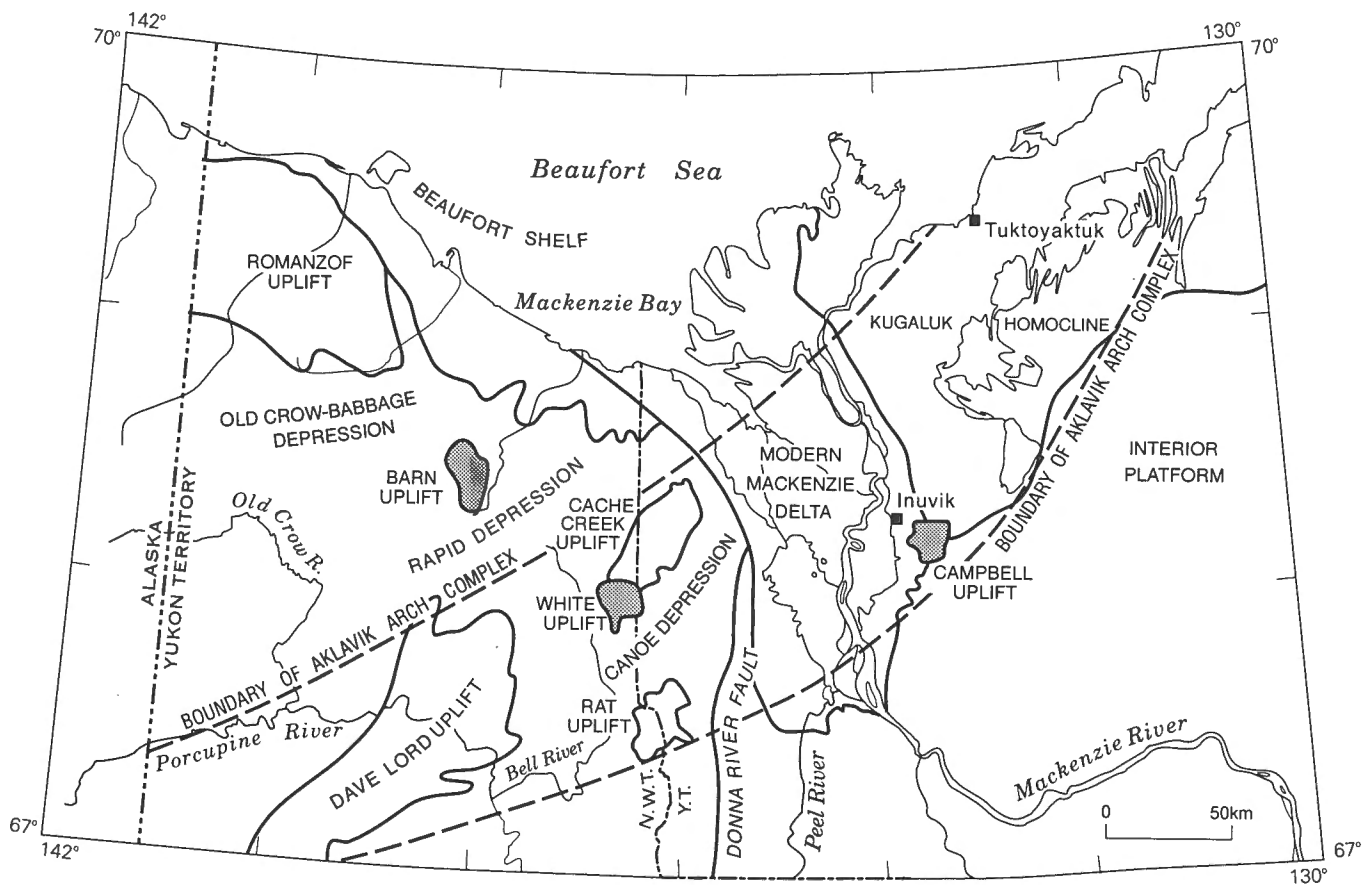 142°
130°
70°
70°
Beaufort Sea
BEAUFORT SHELF
Tuktoyaktuk
ROMANZOF
UPLIFT
Mackenzie Bay
KUGALUK
HOMOCLINE
BOUNDARY OF AKLAVIK ARCH COMPLEX
OLD CROW-BABBAGE
DEPRESSION
INTERIOR
PLATFORM
MODERN
MACKENZIE
DELTA
BARN
UPLIFT
RAPID DEPRESSION
CACHE
CREEK
UPLIFT
Inuvik
Old Crow R.
ALASKA
YUKON TERRITORY
CAMPBELL
UPLIFT
WHITE
UPLIFT
CANOE DEPRESSION
BOUNDARY OF AKLAVIK ARCH COMPLEX
RAT
UPLIFT
DONNA RIVER FAULT
Porcupine River
DAVE LORD UPLIFT
Bell River
N.W.T.
Y.T.
Peel River
Mackenzie River
0
50km
67°
67°
142°
130°